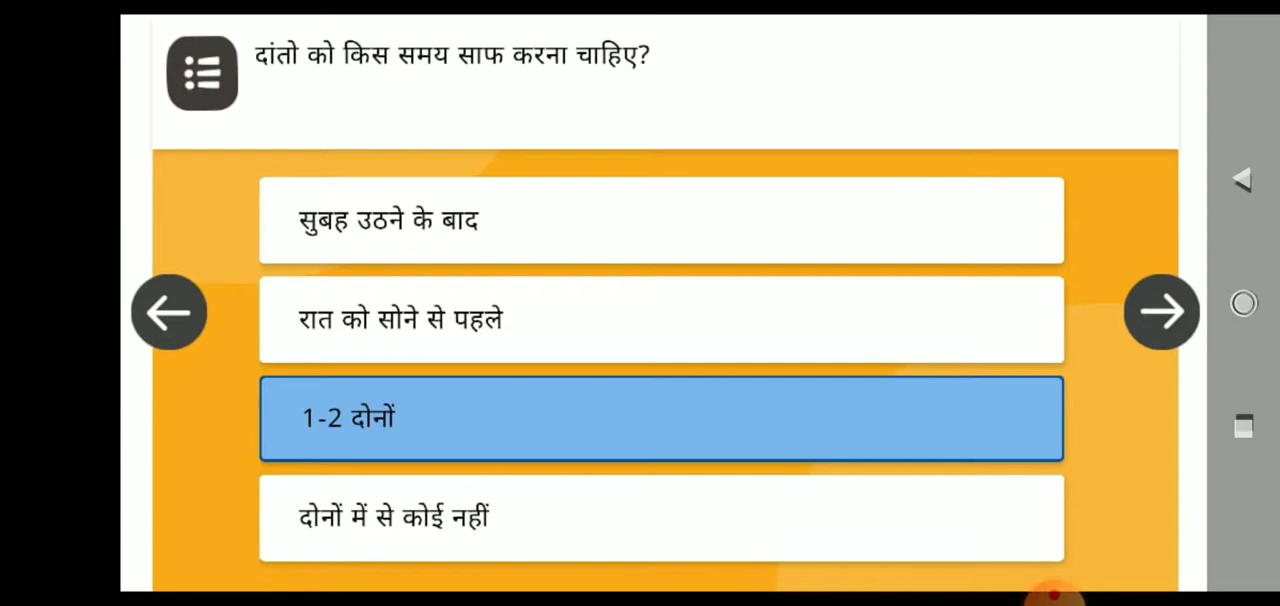 दांतो को किस समय साफ करना चाहिए?
सुबह उठने के बाद
रात को सोने से पहले
1-2 दोनों
दोनों में से कोई नहीं